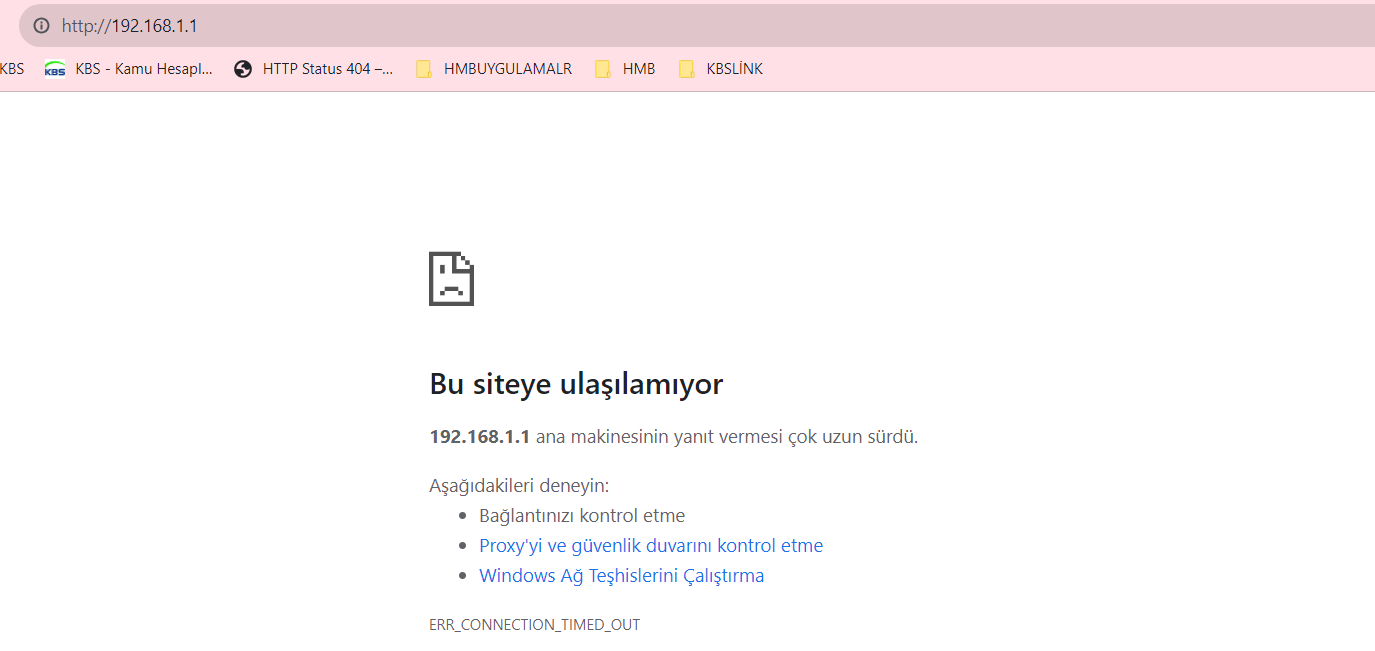 http://192.168.1.1
KBS KBS KBS - Kamu Hesapl... HTTP Status 404 –... HMBUYGULAMALR HMB KBSLİNK
Bu siteye ulaşılamıyor
192.168.1.1 ana makinesinin yanıt vermesi çok uzun sürdü.
Aşağıdakileri deneyin:
• Bağlantınızı kontrol etme
• Proxy'yi ve güvenlik duvarını kontrol etme
• Windows Ağ Teşhislerini Çalıştırma
ERR_CONNECTION_TIMED_OUT